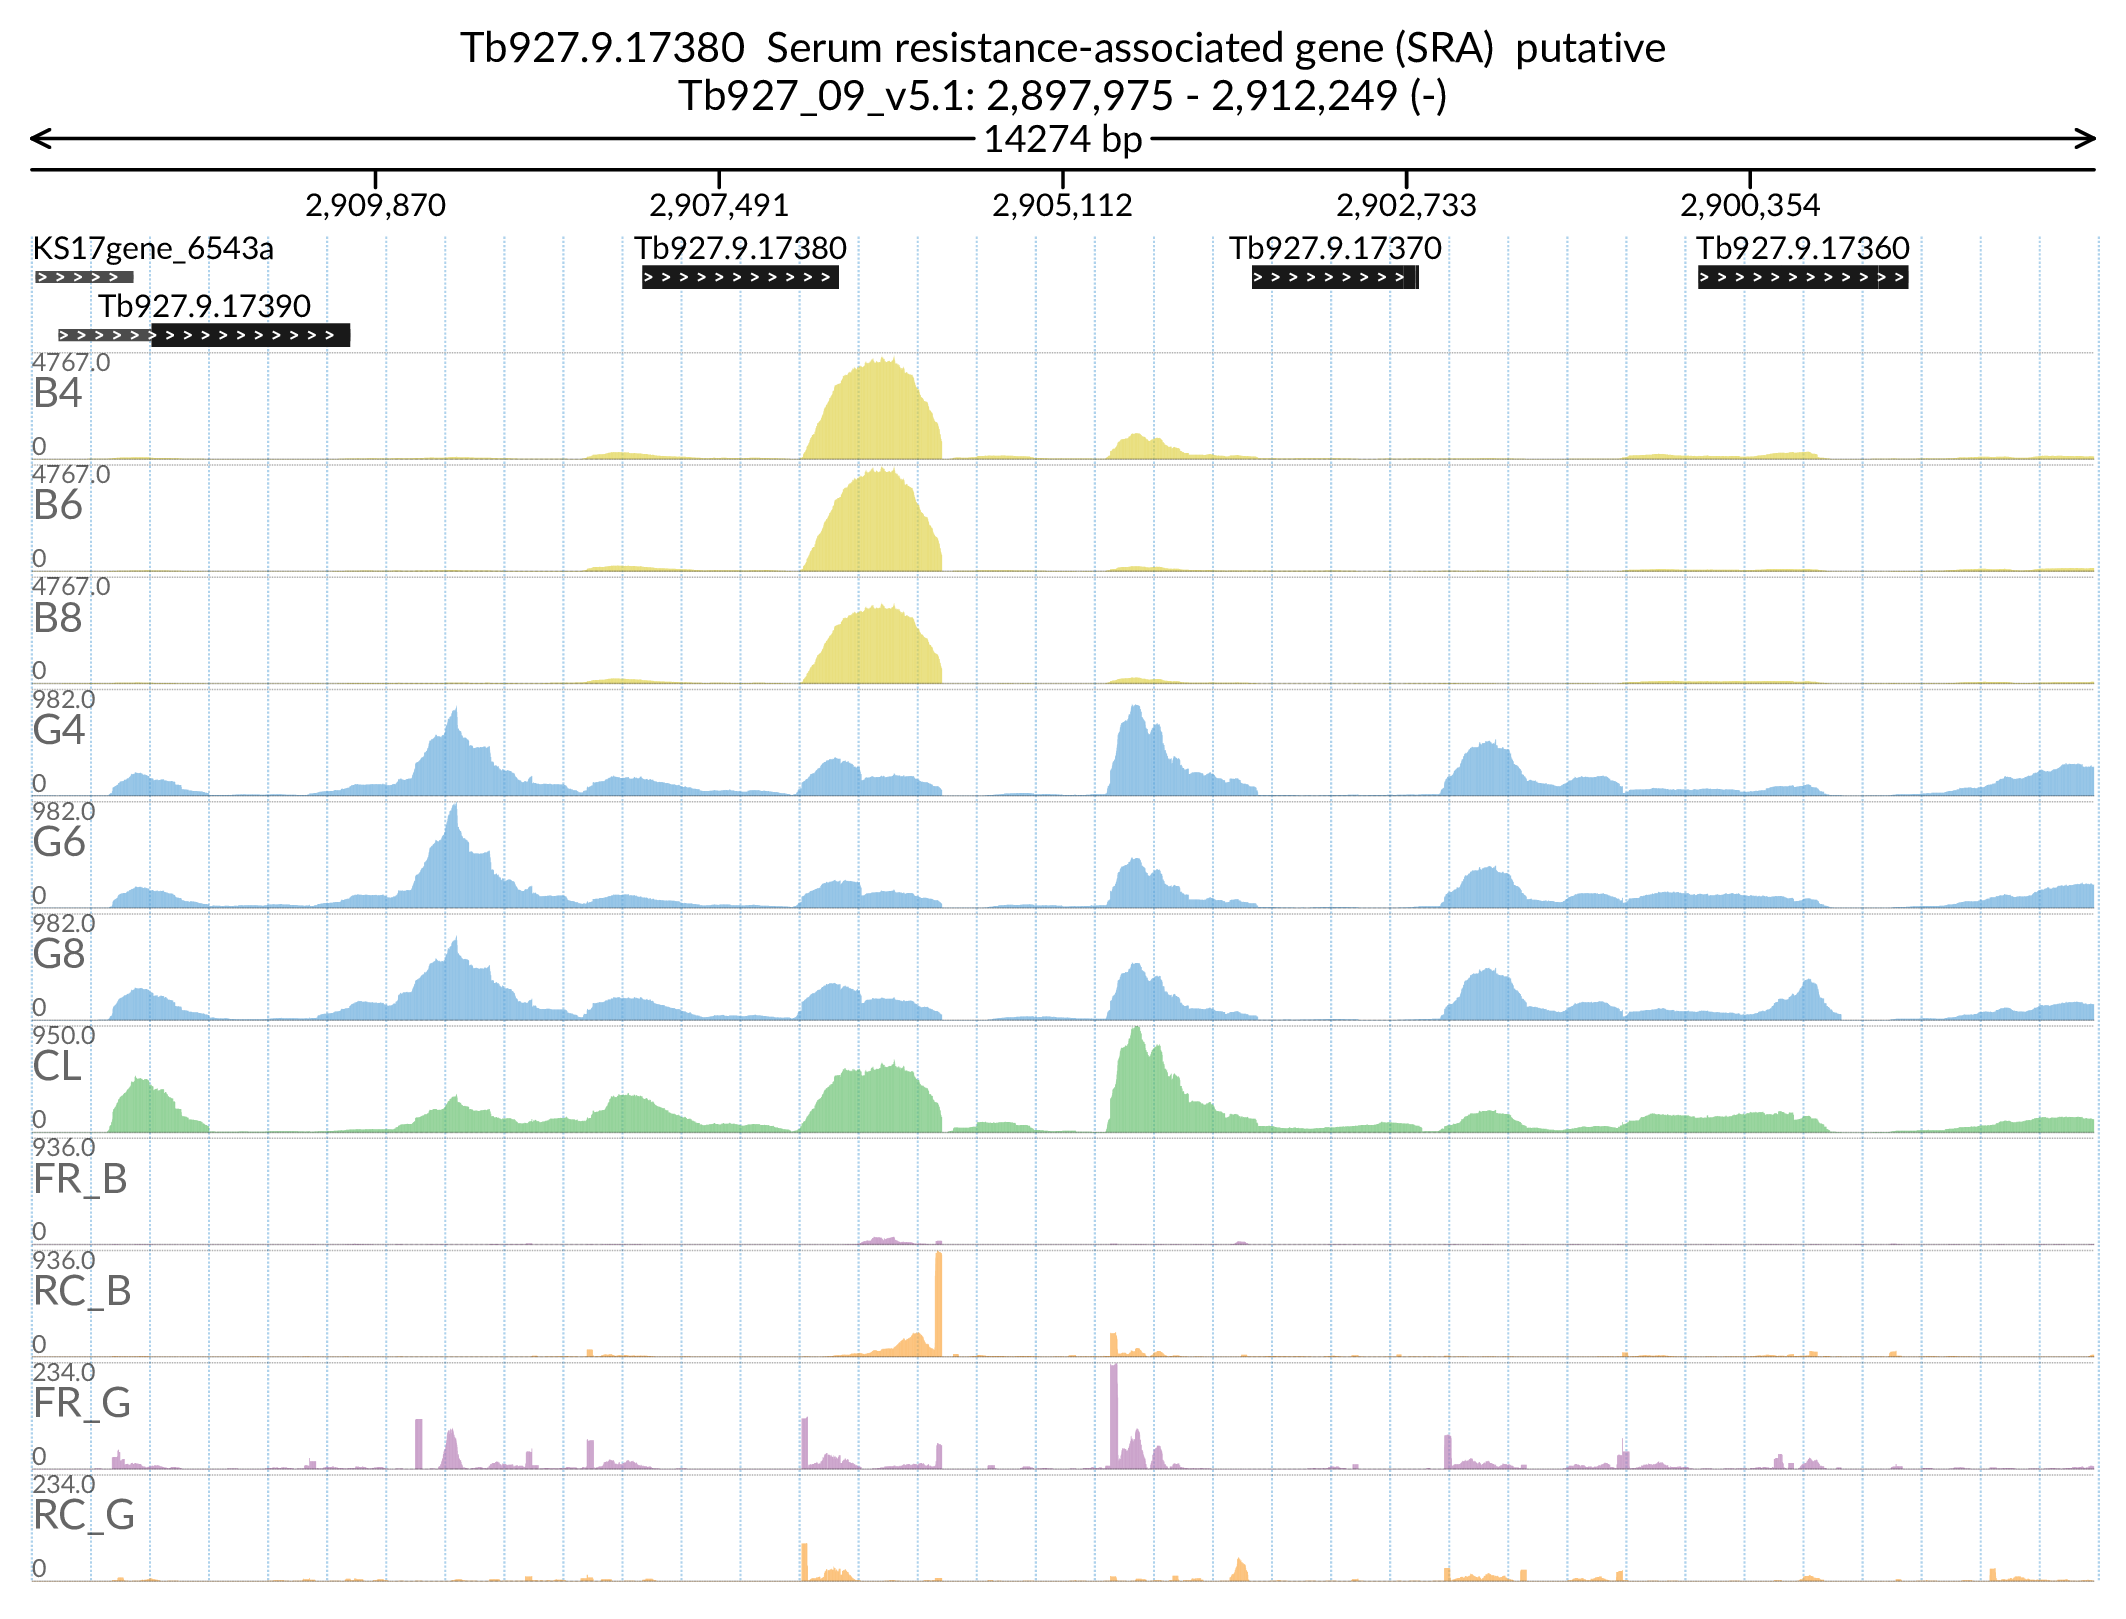 Tb927.9.17380 Serum resistance-associated gene (SRA) putative
Tb927_09_v5.1: 2,897,975 - 2,912,249 (-)
14274 bp
2,909,870 2,907,491 2,905,112 2,902,733 2,900,354
KS17gene_6543a Tb927.9.17380 Tb927.9.17370 Tb927.9.17360
Tb927.9.17390
4767.0
B4
0
4767.0
B6
0
4767.0
B8
0
982.0
G4
0
982.0
G6
0
982.0
G8
0
950.0
CL
0
936.0
FR_B
0
936.0
RC_B
0
234.0
FR_G
0
234.0
RC_G
0